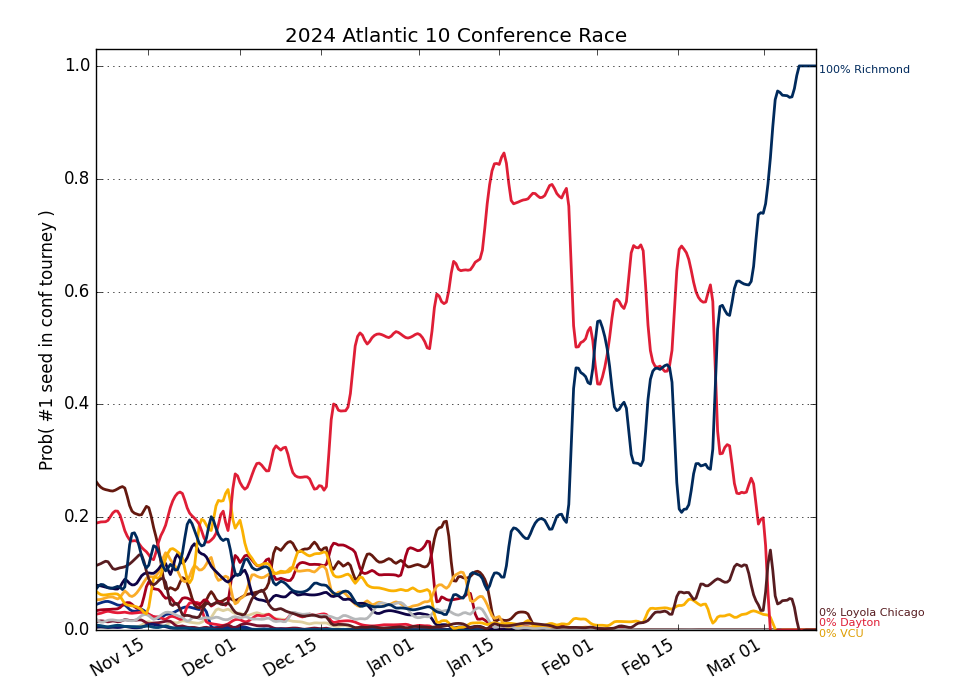 2024 Atlantic 10 Conference Race
Prob( #1 seed in conf tourney )
1.0
0.8
0.6
0.4
0.2
0.0
Nov 15
Dec 01
Dec 15
Jan 01
Jan 15
Feb 01
Feb 15
Mar 01
100% Richmond
0% Loyola Chicago
0% Dayton
0% VCU